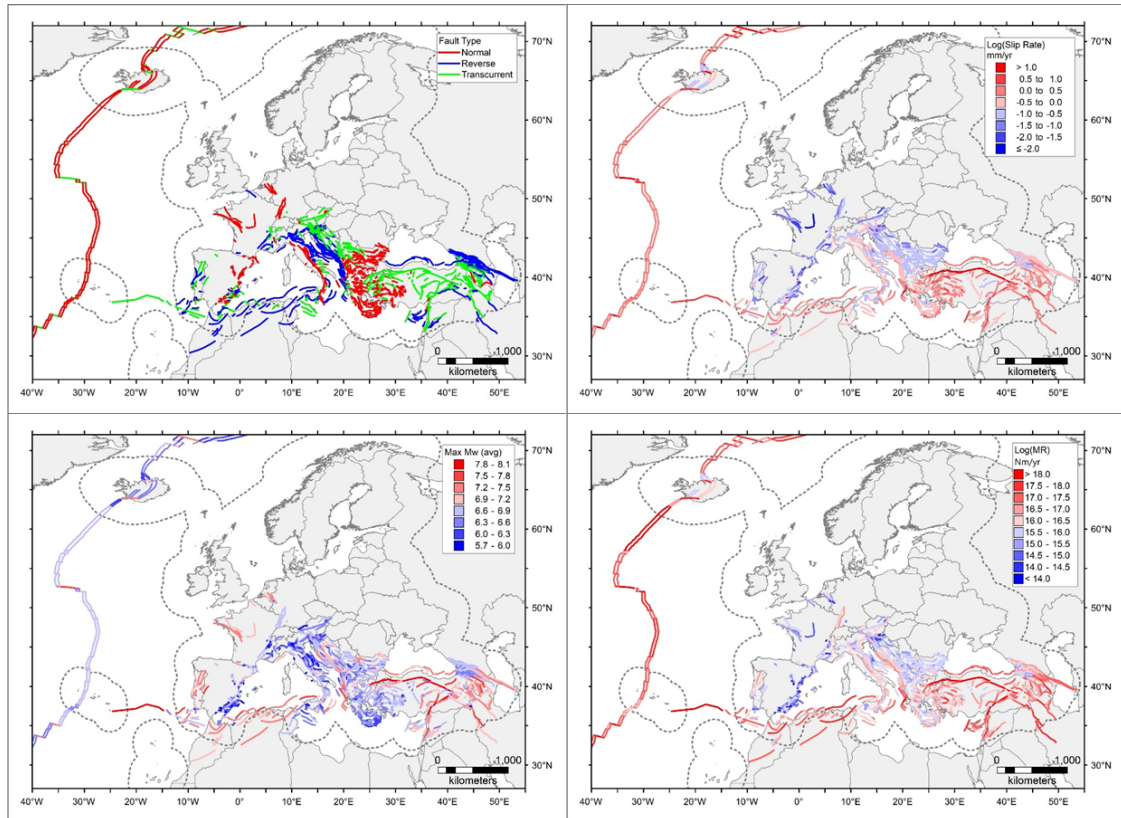 Fault Type
Normal
Reverse
Transcurrent
70°N
60°N
50°N
40°N
30°N
0 1,000
kilometers
40°W 30°W 20°W 10°W 0° 10°E 20°E 30°E 40°E 50°E
Log(Slip Rate)
mm/yr
> 1.0
0.5 to 1.0
0.0 to 0.5
-0.5 to 0.0
-1.0 to -0.5
-1.5 to -1.0
-2.0 to -1.5
≤ -2.0
70°N
60°N
50°N
40°N
30°N
0 1,000
kilometers
40°W 30°W 20°W 10°W 0° 10°E 20°E 30°E 40°E 50°E
Max Mw (avg)
7.8 - 8.1
7.5 - 7.8
7.2 - 7.5
6.9 - 7.2
6.6 - 6.9
6.3 - 6.6
6.0 - 6.3
5.7 - 6.0
70°N
60°N
50°N
40°N
30°N
0 1,000
kilometers
40°W 30°W 20°W 10°W 0° 10°E 20°E 30°E 40°E 50°E
Log(MR)
Nm/yr
> 18.0
17.5 - 18.0
17.0 - 17.5
16.5 - 17.0
16.0 - 16.5
15.5 - 16.0
15.0 - 15.5
14.5 - 15.0
14.0 - 14.5
< 14.0
70°N
60°N
50°N
40°N
30°N
0 1,000
kilometers
40°W 30°W 20°W 10°W 0° 10°E 20°E 30°E 40°E 50°E